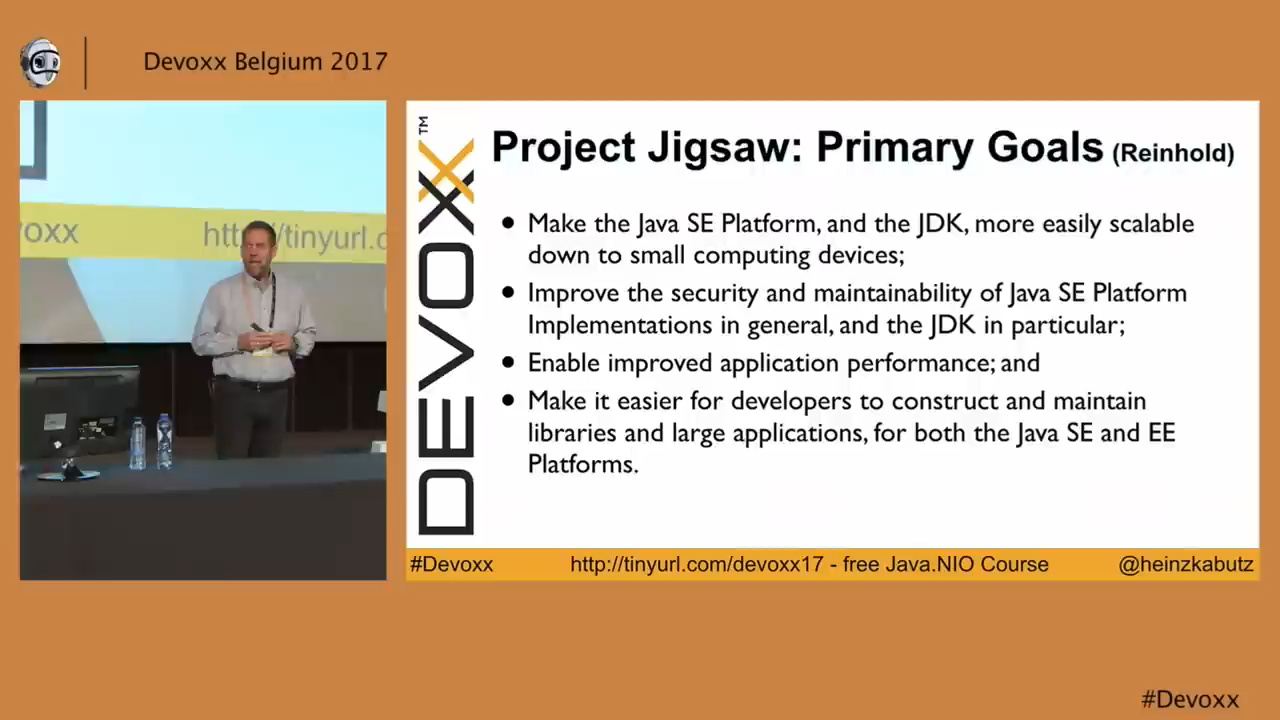 Devoxx Belgium 2017
voxx
http://tinyurl.c
DEVOXX™
Project Jigsaw: Primary Goals (Reinhold)
• Make the Java SE Platform, and the JDK, more easily scalable
down to small computing devices;
• Improve the security and maintainability of Java SE Platform
Implementations in general, and the JDK in particular;
• Enable improved application performance; and
• Make it easier for developers to construct and maintain
libraries and large applications, for both the Java SE and EE
Platforms.
#Devoxx http://tinyurl.com/devoxx17 - free Java.NIO Course @heinzkabutz
#Devoxx